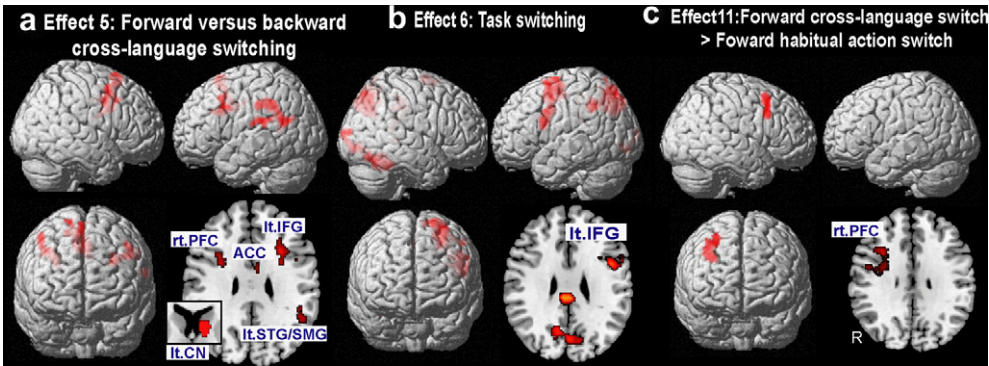 a Effect 5: Forward versus backward
cross-language switching
rt.PFC
ACC
lt.IFG
lt.STG/SMG
lt.CN
b Effect 6: Task switching
lt.IFG
c Effect11:Forward cross-language switch
> Foward habitual action switch
rt.PFC
R